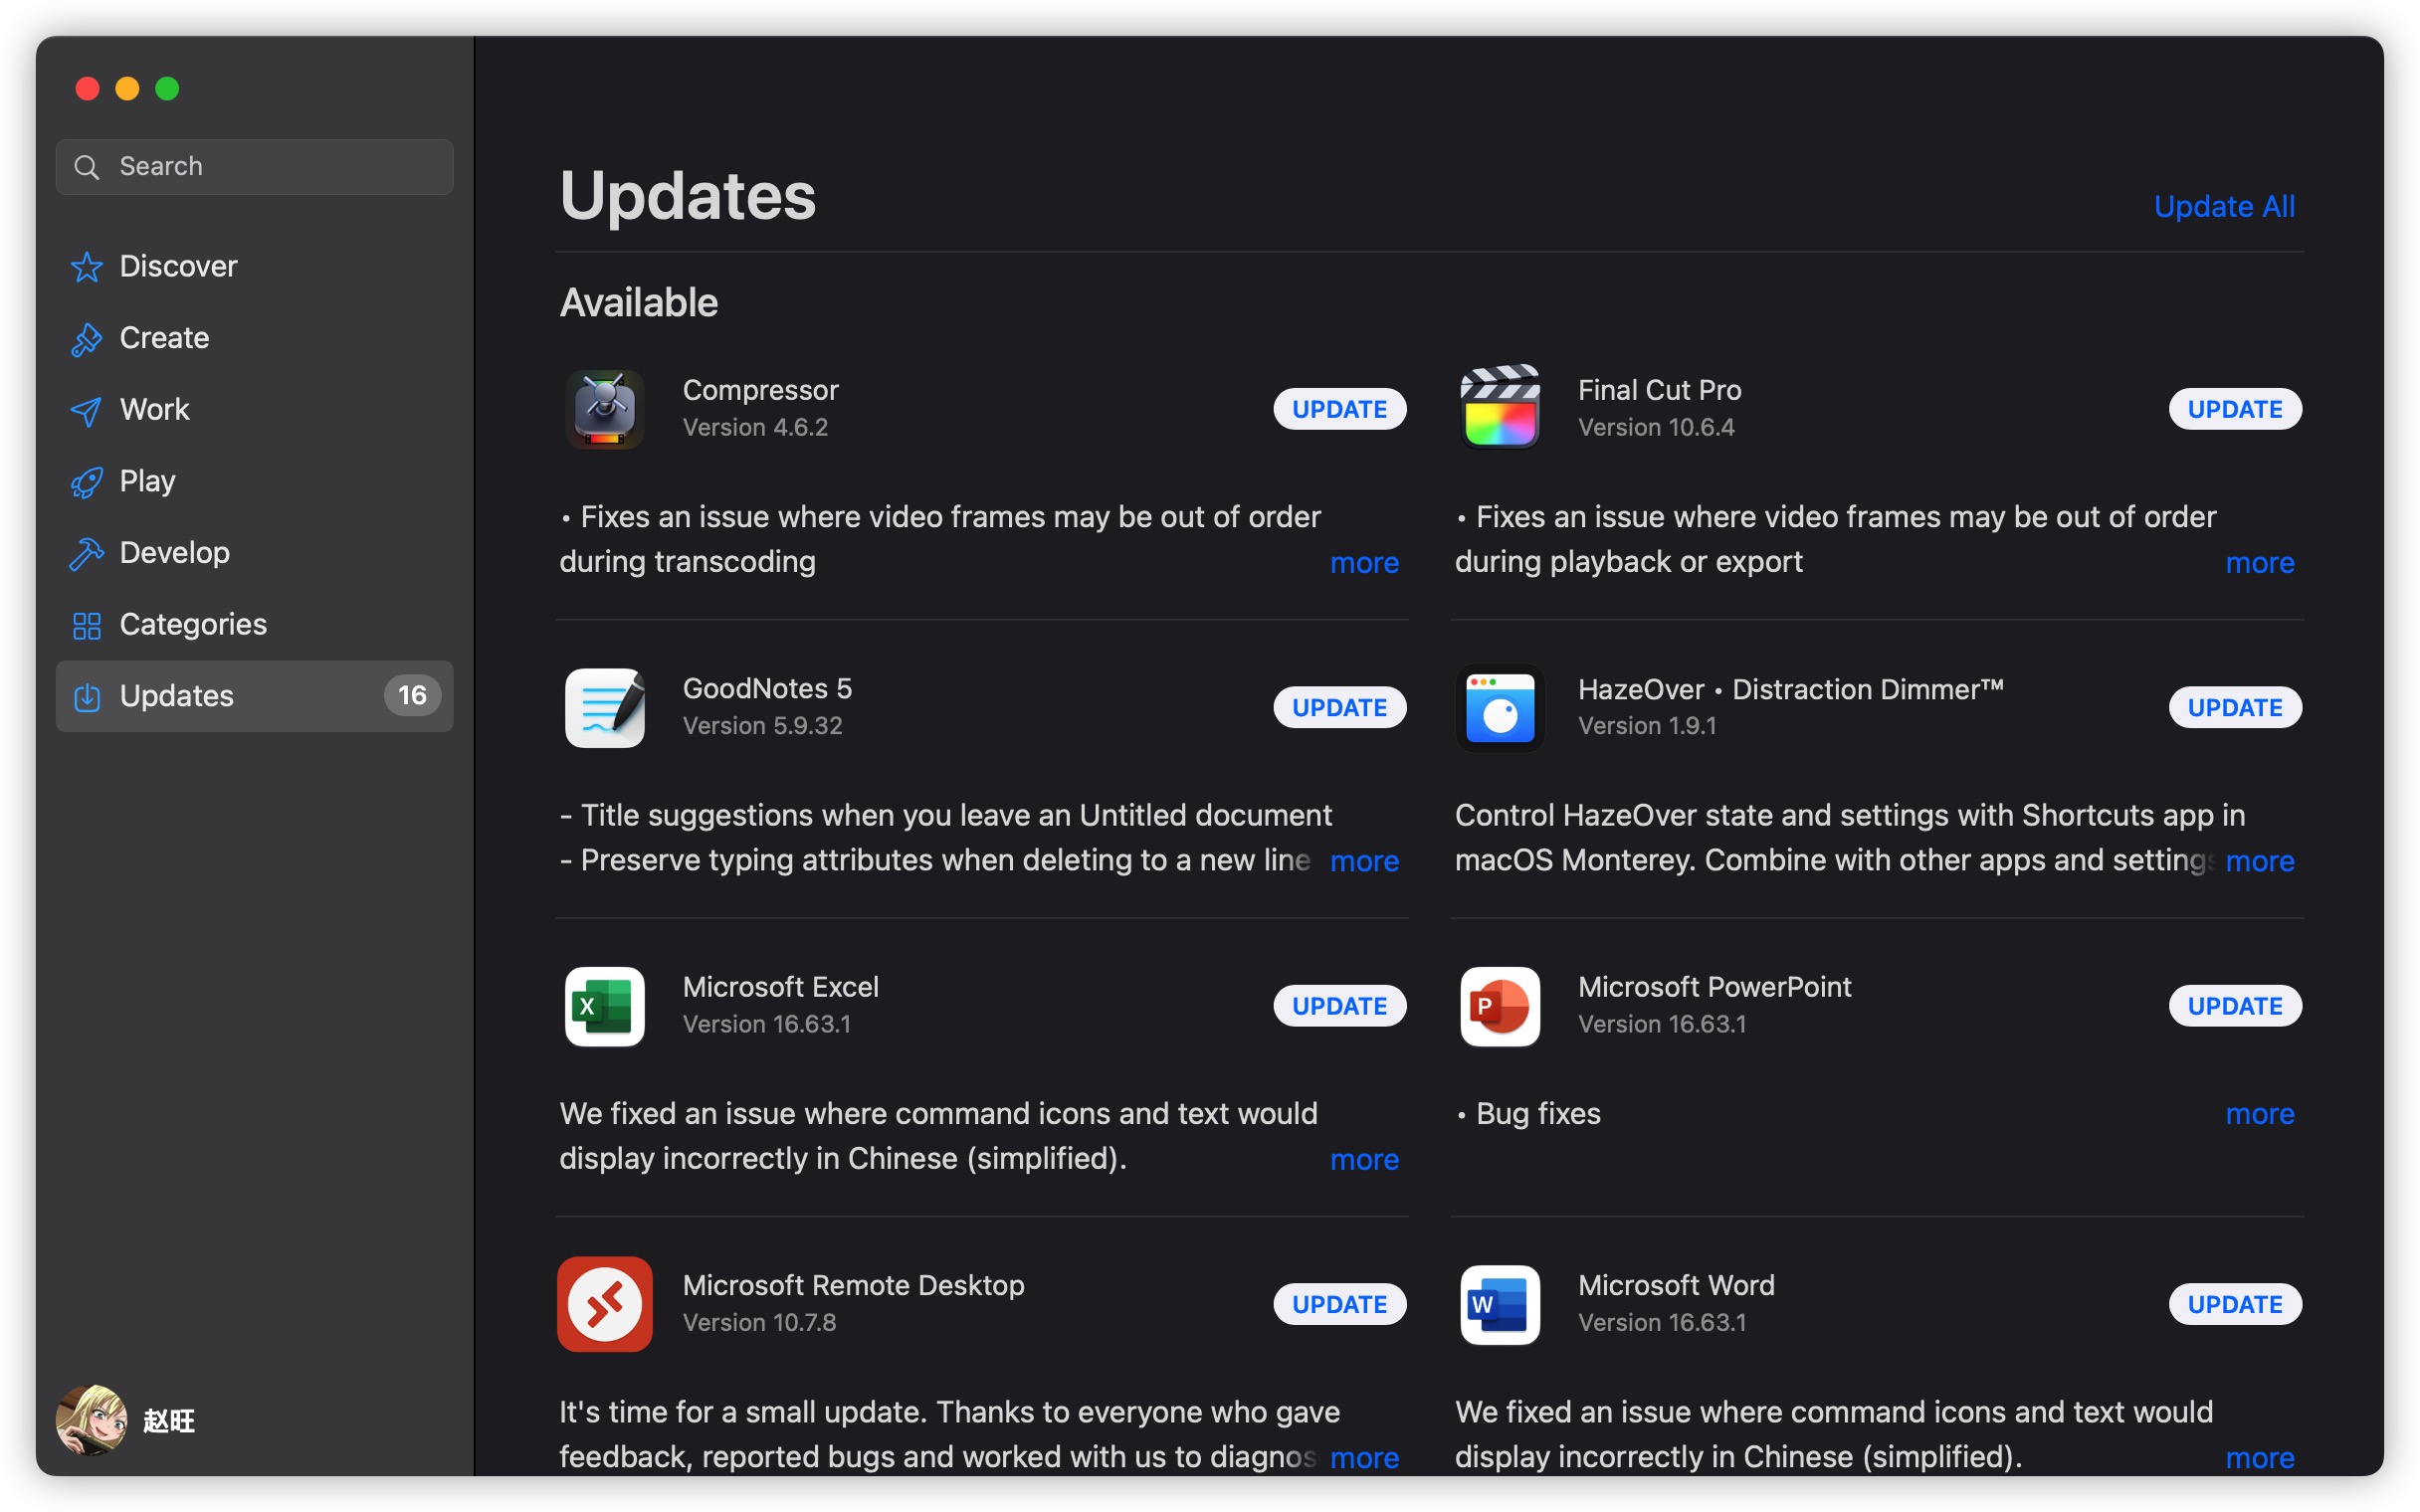 Search
Discover
Create
Work
Play
Develop
Categories
Updates 16
赵旺
Updates
Update All
Available
Compressor
Version 4.6.2
UPDATE
• Fixes an issue where video frames may be out of order
during transcoding
more
Final Cut Pro
Version 10.6.4
UPDATE
• Fixes an issue where video frames may be out of order
during playback or export
more
GoodNotes 5
Version 5.9.32
UPDATE
- Title suggestions when you leave an Untitled document
- Preserve typing attributes when deleting to a new line
more
HazeOver • Distraction Dimmer™
Version 1.9.1
UPDATE
Control HazeOver state and settings with Shortcuts app in
macOS Monterey. Combine with other apps and settings
more
X
Microsoft Excel
Version 16.63.1
UPDATE
We fixed an issue where command icons and text would
display incorrectly in Chinese (simplified).
more
P
Microsoft PowerPoint
Version 16.63.1
UPDATE
• Bug fixes
more
Microsoft Remote Desktop
Version 10.7.8
UPDATE
It's time for a small update. Thanks to everyone who gave
feedback, reported bugs and worked with us to diagnos
more
W
Microsoft Word
Version 16.63.1
UPDATE
We fixed an issue where command icons and text would
display incorrectly in Chinese (simplified).
more